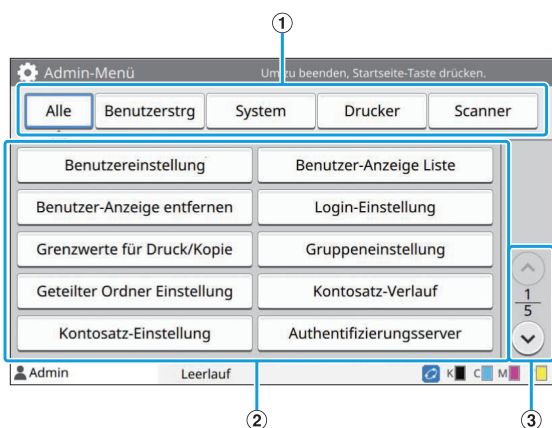 ①
Admin-Menü Um zu beenden, Startseite-Taste drücken.
Alle Benutzerstrg System Drucker Scanner
Benutzereinstellung Benutzer-Anzeige Liste
Benutzer-Anzeige entfernen Login-Einstellung
Grenzwerte für Druck/Kopie Gruppeneinstellung
Geteilter Ordner Einstellung Kontosatz-Verlauf
1
5
Kontosatz-Einstellung Authentifizierungsserver
Admin Leerlauf K C M
② ③